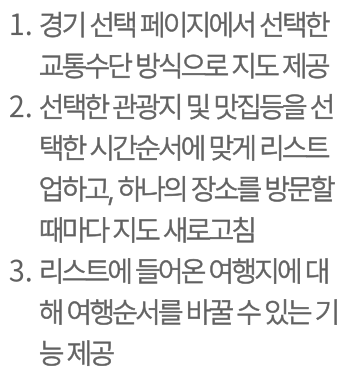 1. 경기 선택 페이지에서 선택한
교통수단 방식으로 지도 제공
2. 선택한 관광지 및 맛집등을 선
택한 시간순서에 맞게 리스트
업하고, 하나의 장소를 방문할
때마다 지도 새로고침
3. 리스트에 들어온 여행지에 대
해 여행순서를 바꿀 수 있는 기
능 제공